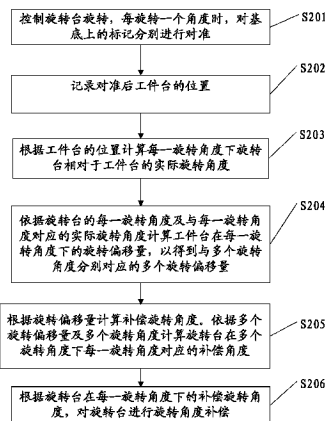 控制旋转台旋转，每旋转一个角度时，对基
底上的标记分别进行对准
S201
记录对准后工件台的位置
S202
根据工件台的位置计算每一旋转角度下旋转
台相对于工件台的实际旋转角度
S203
依据旋转台的每一旋转角度及与每一旋转角
度对应的实际旋转角度计算工件台在每一旋
转角度下的旋转偏移量，以得到与多个旋转
角度分别对应的多个旋转偏移量
S204
根据旋转偏移量计算补偿旋转角度。依据多个
旋转偏移量及多个旋转角度计算旋转台在多个
旋转角度下每一旋转角度对应的补偿角度
S205
根据旋转台在每一旋转角度下的补偿旋转角
度，对旋转台进行旋转角度补偿
S206